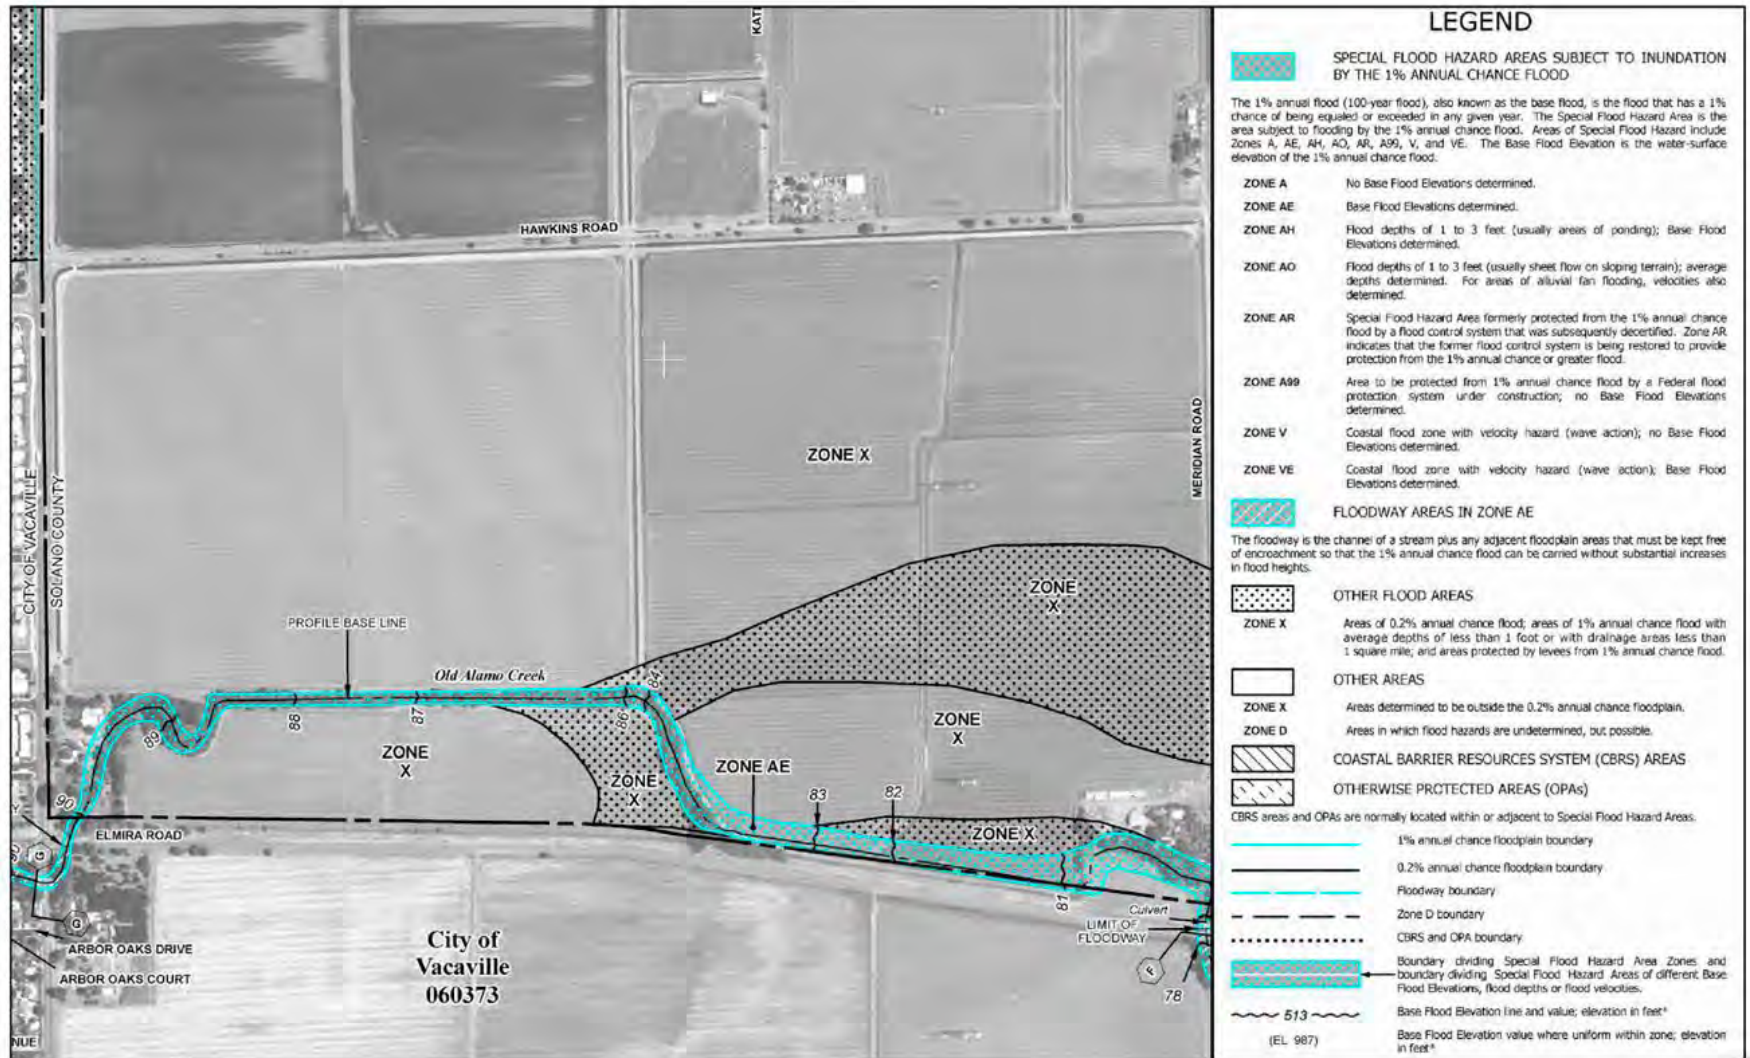 KATI
HAWKINS ROAD
ZONE X
MERIDIAN ROAD
CITY OF VACAVILLE
SOLANO COUNTY
ZONE
X
PROFILE BASE LINE
Old Alamo Creek
84
86
87
88
89
90
ZONE
X
ZONE
X
ZONE
X
ZONE AE
83
82
ZONE X
81
ELMIRA ROAD
G
G
ARBOR OAKS DRIVE
ARBOR OAKS COURT
City of
Vacaville
060373
Culvert
LIMIT OF
FLOODWAY
F
78
NUE
LEGEND
SPECIAL FLOOD HAZARD AREAS SUBJECT TO INUNDATION
BY THE 1% ANNUAL CHANCE FLOOD
The 1% annual flood (100-year flood), also known as the base flood, is the flood that has a 1%
chance of being equaled or exceeded in any given year. The Special Flood Hazard Area is the
area subject to flooding by the 1% annual chance flood. Areas of Special Flood Hazard include
Zones A, AE, AH, AO, AR, A99, V, and VE. The Base Flood Elevation is the water-surface
elevation of the 1% annual chance flood.
ZONE A No Base Flood Elevations determined.
ZONE AE Base Flood Elevations determined.
ZONE AH Flood depths of 1 to 3 feet (usually areas of ponding); Base Flood
Elevations determined.
ZONE AO Flood depths of 1 to 3 feet (usually sheet flow on sloping terrain); average
depths determined. For areas of alluvial fan flooding, velocities also
determined.
ZONE AR Special Flood Hazard Area formerly protected from the 1% annual chance
flood by a flood control system that was subsequently decertified. Zone AR
indicates that the former flood control system is being restored to provide
protection from the 1% annual chance or greater flood.
ZONE A99 Area to be protected from 1% annual chance flood by a Federal flood
protection system under construction; no Base Flood Elevations
determined.
ZONE V Coastal flood zone with velocity hazard (wave action); no Base Flood
Elevations determined.
ZONE VE Coastal flood zone with velocity hazard (wave action); Base Flood
Elevations determined.
FLOODWAY AREAS IN ZONE AE
The floodway is the channel of a stream plus any adjacent floodplain areas that must be kept free
of encroachment so that the 1% annual chance flood can be carried without substantial increases
in flood heights.
OTHER FLOOD AREAS
ZONE X Areas of 0.2% annual chance flood; areas of 1% annual chance flood with
average depths of less than 1 foot or with drainage areas less than
1 square mile; and areas protected by levees from 1% annual chance flood.
OTHER AREAS
ZONE X Areas determined to be outside the 0.2% annual chance floodplain.
ZONE D Areas in which flood hazards are undetermined, but possible.
COASTAL BARRIER RESOURCES SYSTEM (CBRS) AREAS
OTHERWISE PROTECTED AREAS (OPAs)
CBRS areas and OPAs are normally located within or adjacent to Special Flood Hazard Areas.
1% annual chance floodplain boundary
0.2% annual chance floodplain boundary
Floodway boundary
Zone D boundary
CBRS and OPA boundary
Boundary dividing Special Flood Hazard Area Zones and
boundary dividing Special Flood Hazard Areas of different Base
Flood Elevations, flood depths or flood velocities.
513 Base Flood Elevation line and value; elevation in feet*
(EL 987) Base Flood Elevation value where uniform within zone; elevation
in feet*